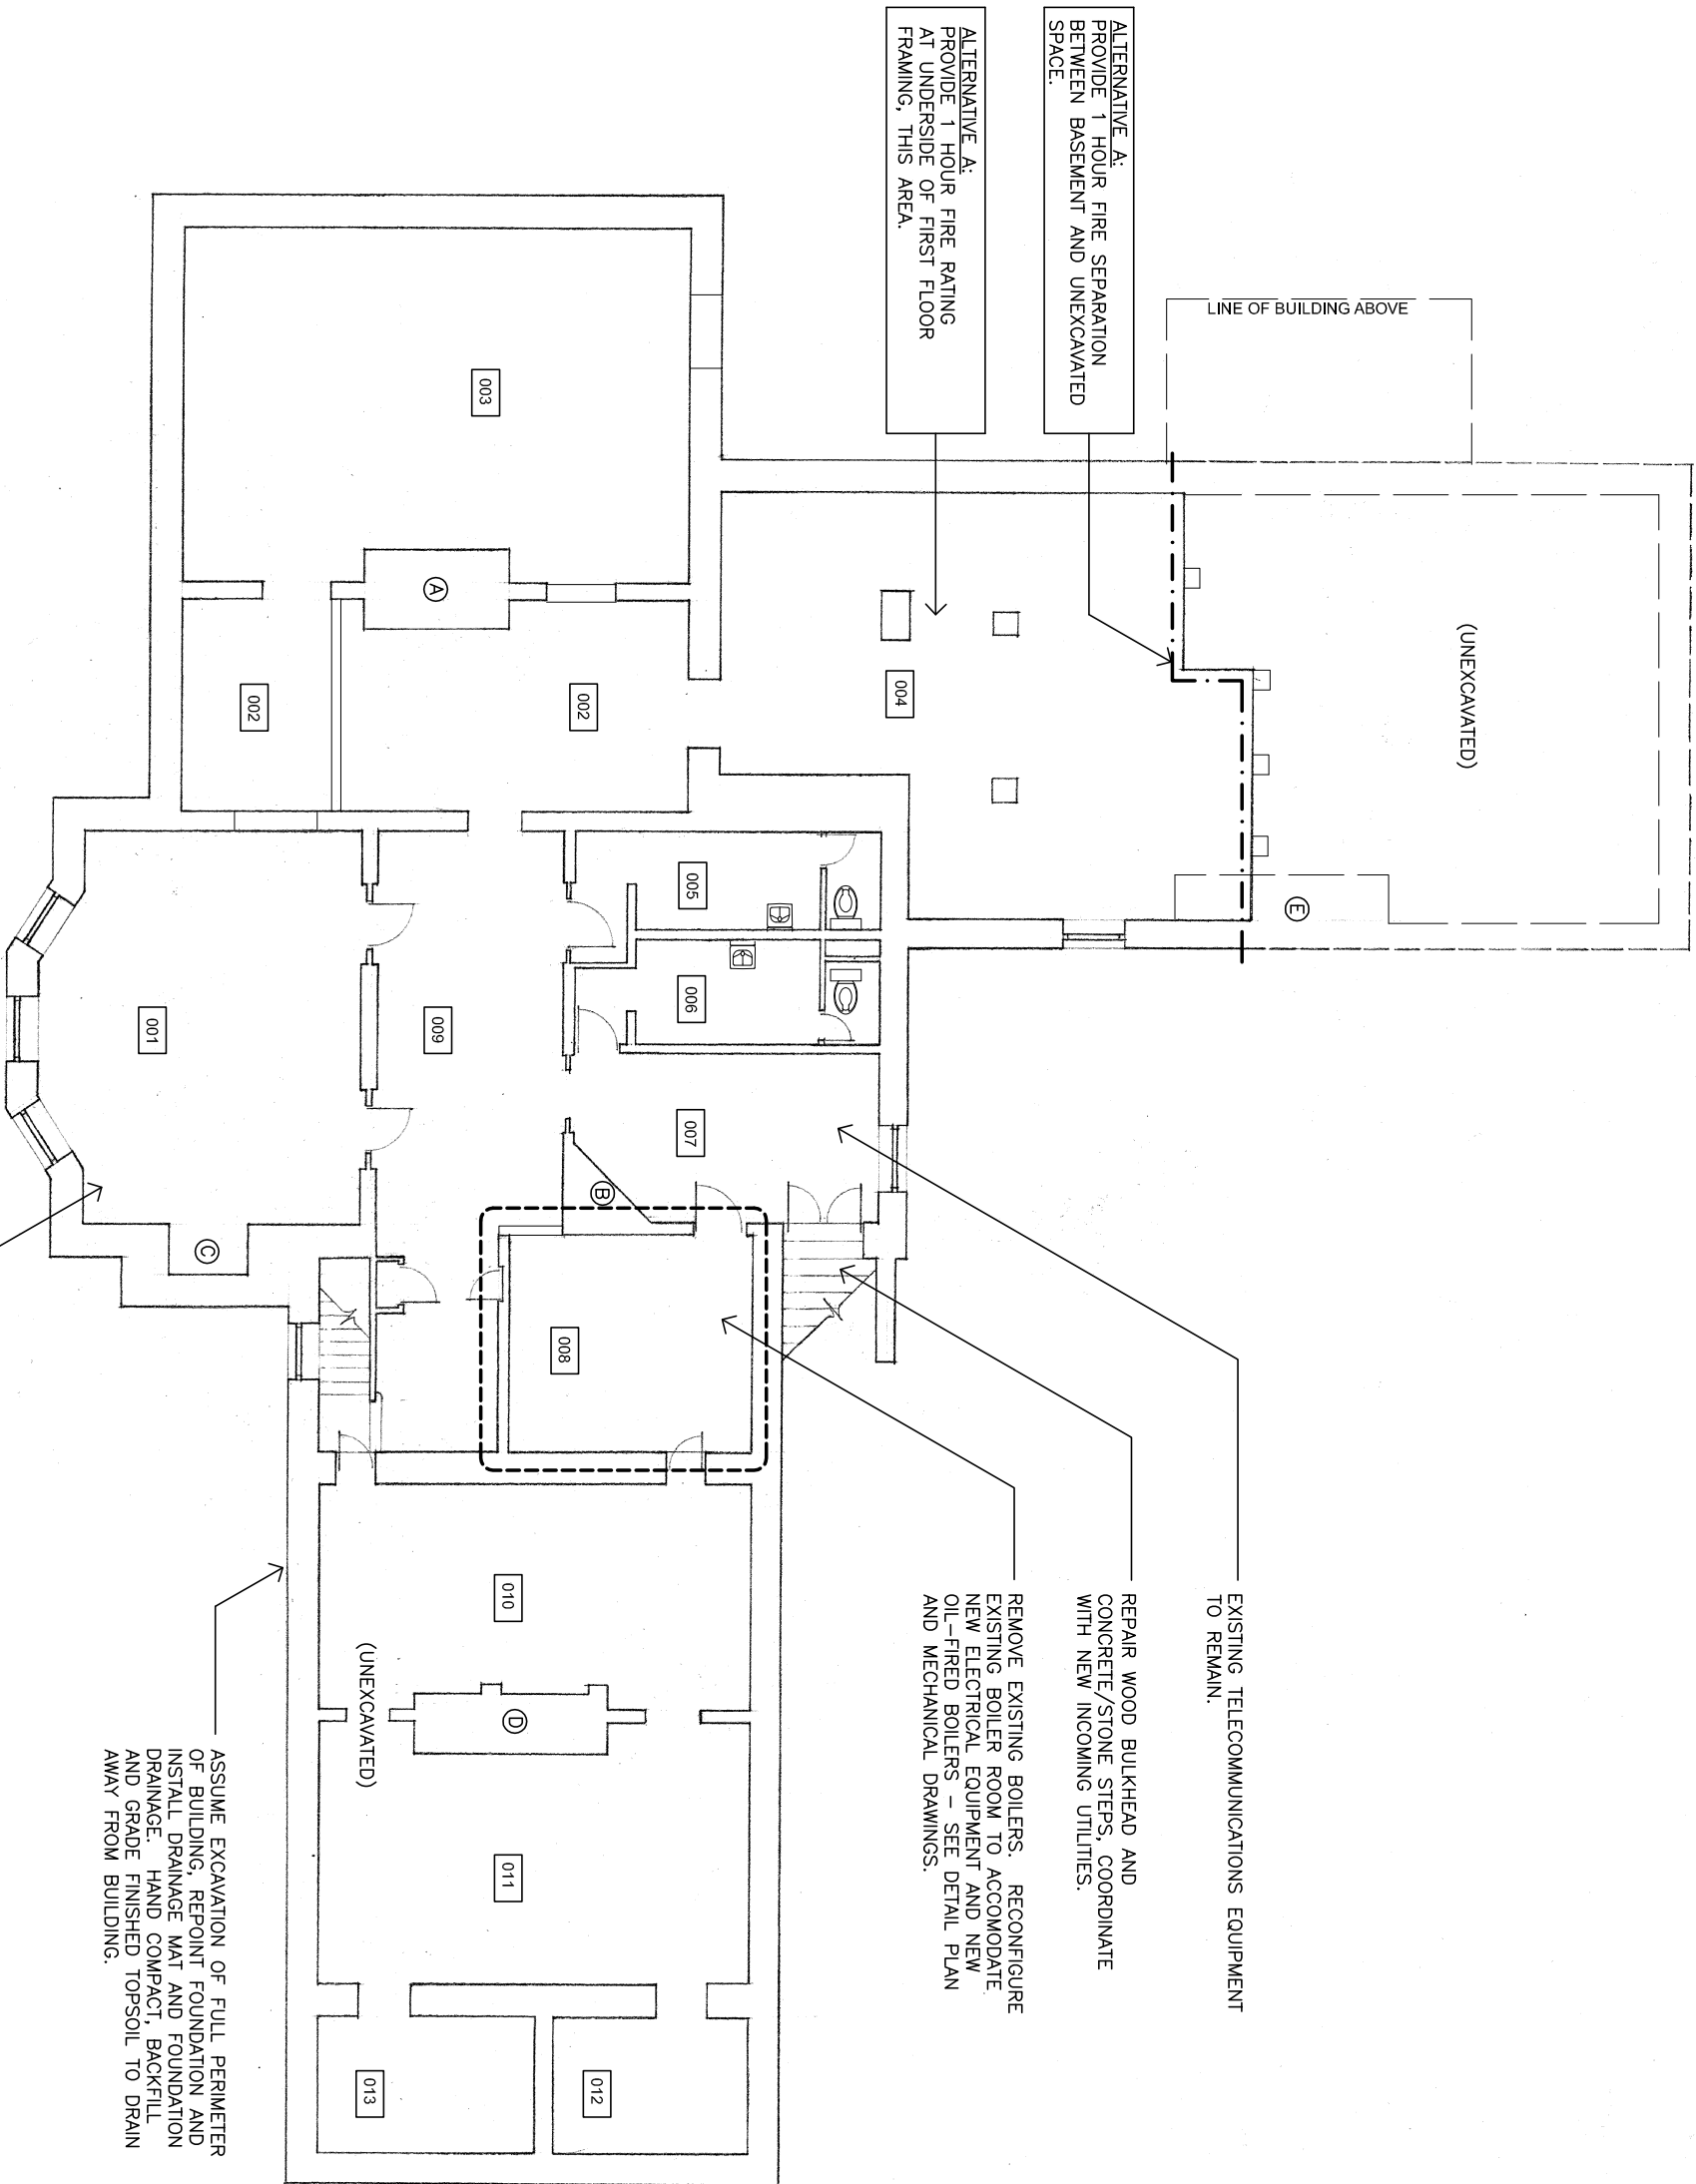 ALTERNATIVE A:
PROVIDE 1 HOUR FIRE SEPARATION
BETWEEN BASEMENT AND UNEXCAVATED
SPACE.
ALTERNATIVE A:
PROVIDE 1 HOUR FIRE RATING
AT UNDERSIDE OF FIRST FLOOR
FRAMING, THIS AREA.
LINE OF BUILDING ABOVE
(UNEXCAVATED)
E
003
A
004
002
002
005
006
001
009
007
B
C
008
EXISTING TELECOMMUNICATIONS EQUIPMENT
TO REMAIN.
REPAIR WOOD BULKHEAD AND
CONCRETE/STONE STEPS, COORDINATE
WITH NEW INCOMING UTILITIES.
REMOVE EXISTING BOILERS. RECONFIGURE
EXISTING BOILER ROOM TO ACCOMODATE
NEW ELECTRICAL EQUIPMENT AND NEW
OIL-FIRED BOILERS - SEE DETAIL PLAN
AND MECHANICAL DRAWINGS.
010
(UNEXCAVATED)
D
011
012
013
ASSUME EXCAVATION OF FULL PERIMETER
OF BUILDING, REPOINT FOUNDATION AND
INSTALL DRAINAGE MAT AND FOUNDATION
DRAINAGE. HAND COMPACT, BACKFILL
AND GRADE FINISHED TOPSOIL TO DRAIN
AWAY FROM BUILDING.